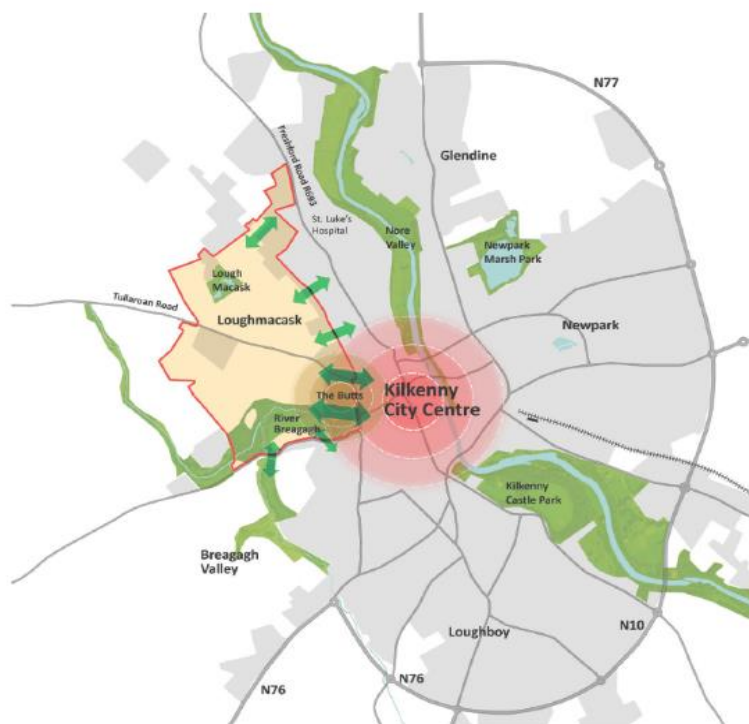 N77
Glendine
Freshford Road R693
St. Luke's
Hospital
Nore
Valley
Newpark
Marsh Park
Lough
Macask
Tullaroan Road
Loughmacask
Newpark
The Butts
Kilkenny
City Centre
River
Breagagh
Kilkenny
Castle Park
Breagagh
Valley
Loughboy
N10
N76
N76